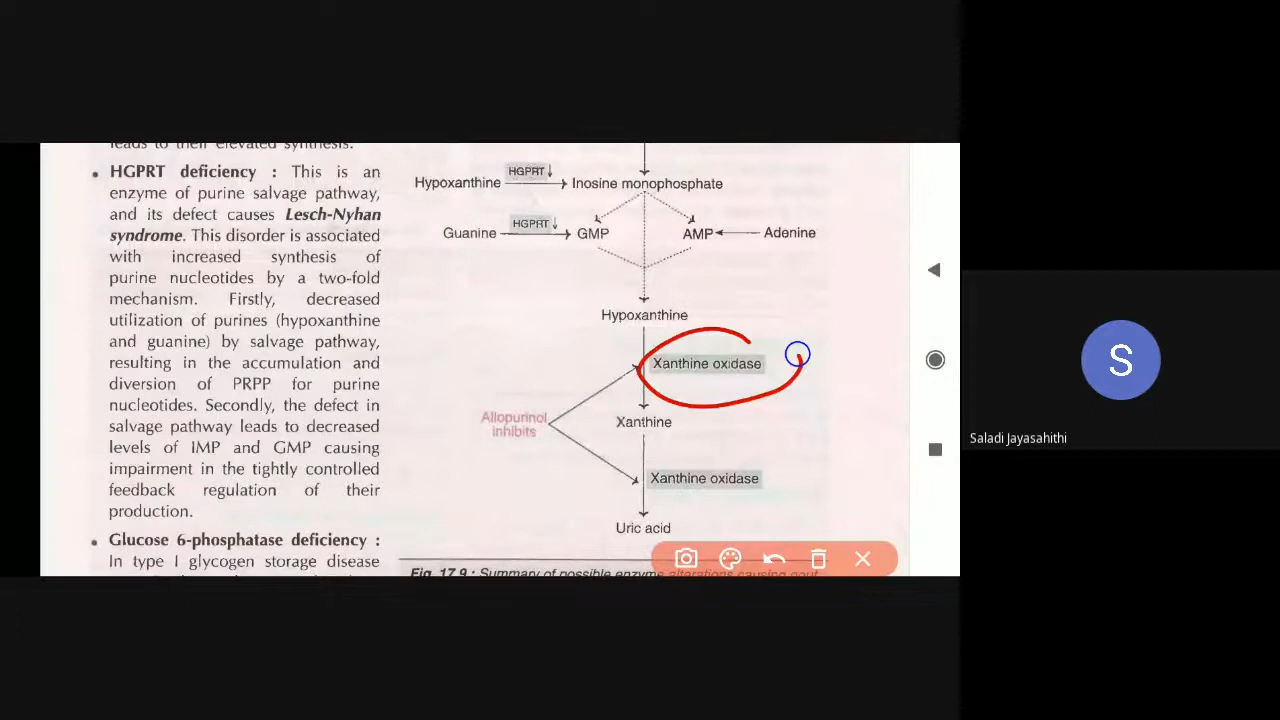 leads to their elevated synthesis.
• HGPRT deficiency : This is an
enzyme of purine salvage pathway,
and its defect causes Lesch-Nyhan
syndrome. This disorder is associated
with increased synthesis of
purine nucleotides by a two-fold
mechanism. Firstly, decreased
utilization of purines (hypoxanthine
and guanine) by salvage pathway,
resulting in the accumulation and
diversion of PRPP for purine
nucleotides. Secondly, the defect in
salvage pathway leads to decreased
levels of IMP and GMP causing
impairment in the tightly controlled
feedback regulation of their
production.
• Glucose 6-phosphatase deficiency :
In type I glycogen storage disease
HGPRT↓
Hypoxanthine
Inosine monophosphate
HGPRT↓
Guanine
GMP
AMP
Adenine
Hypoxanthine
Xanthine oxidase
Allopurinol
inhibits
Xanthine
Xanthine oxidase
Uric acid
Fig. 17.9 : Summary of possible enzyme alterations causing gout
S
Saladi Jayasahithi